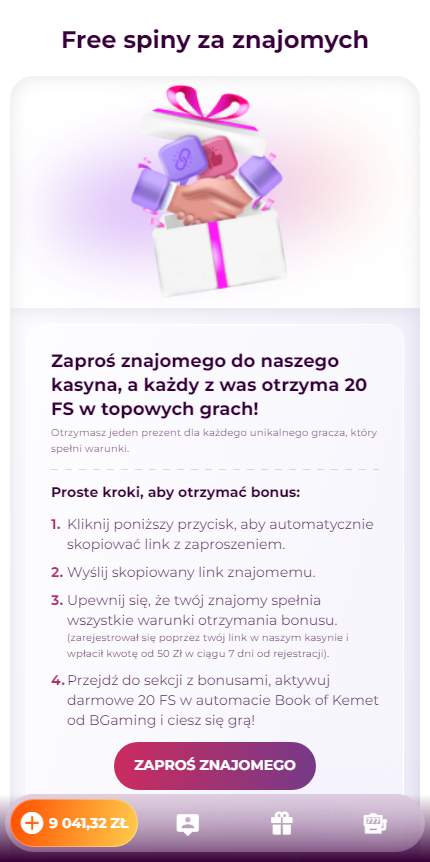 Free spiny za znajomych
Zaproś znajomego do naszego
kasyna, a każdy z was otrzyma 20
FS w topowych grach!
Otrzymasz jeden prezent dla każdego unikalnego gracza, który
spełni warunki.
Proste kroki, aby otrzymać bonus:
1. Kliknij poniższy przycisk, aby automatycznie
skopiować link z zaproszeniem.
2. Wyślij skopiowany link znajomemu.
3. Upewnij się, że twój znajomy spełnia
wszystkie warunki otrzymania bonusu.
(zarejestrował się poprzez twój link w naszym kasynie i
wpłacił kwotę od 50 Zł w ciągu 7 dni od rejestracji).
4. Przejdź do sekcji z bonusami, aktywuj
darmowe 20 FS w automacie Book of Kemet
od BGaming i ciesz się grą!
ZAPROŚ ZNAJOMEGO
9 041,32 ZŁ
777